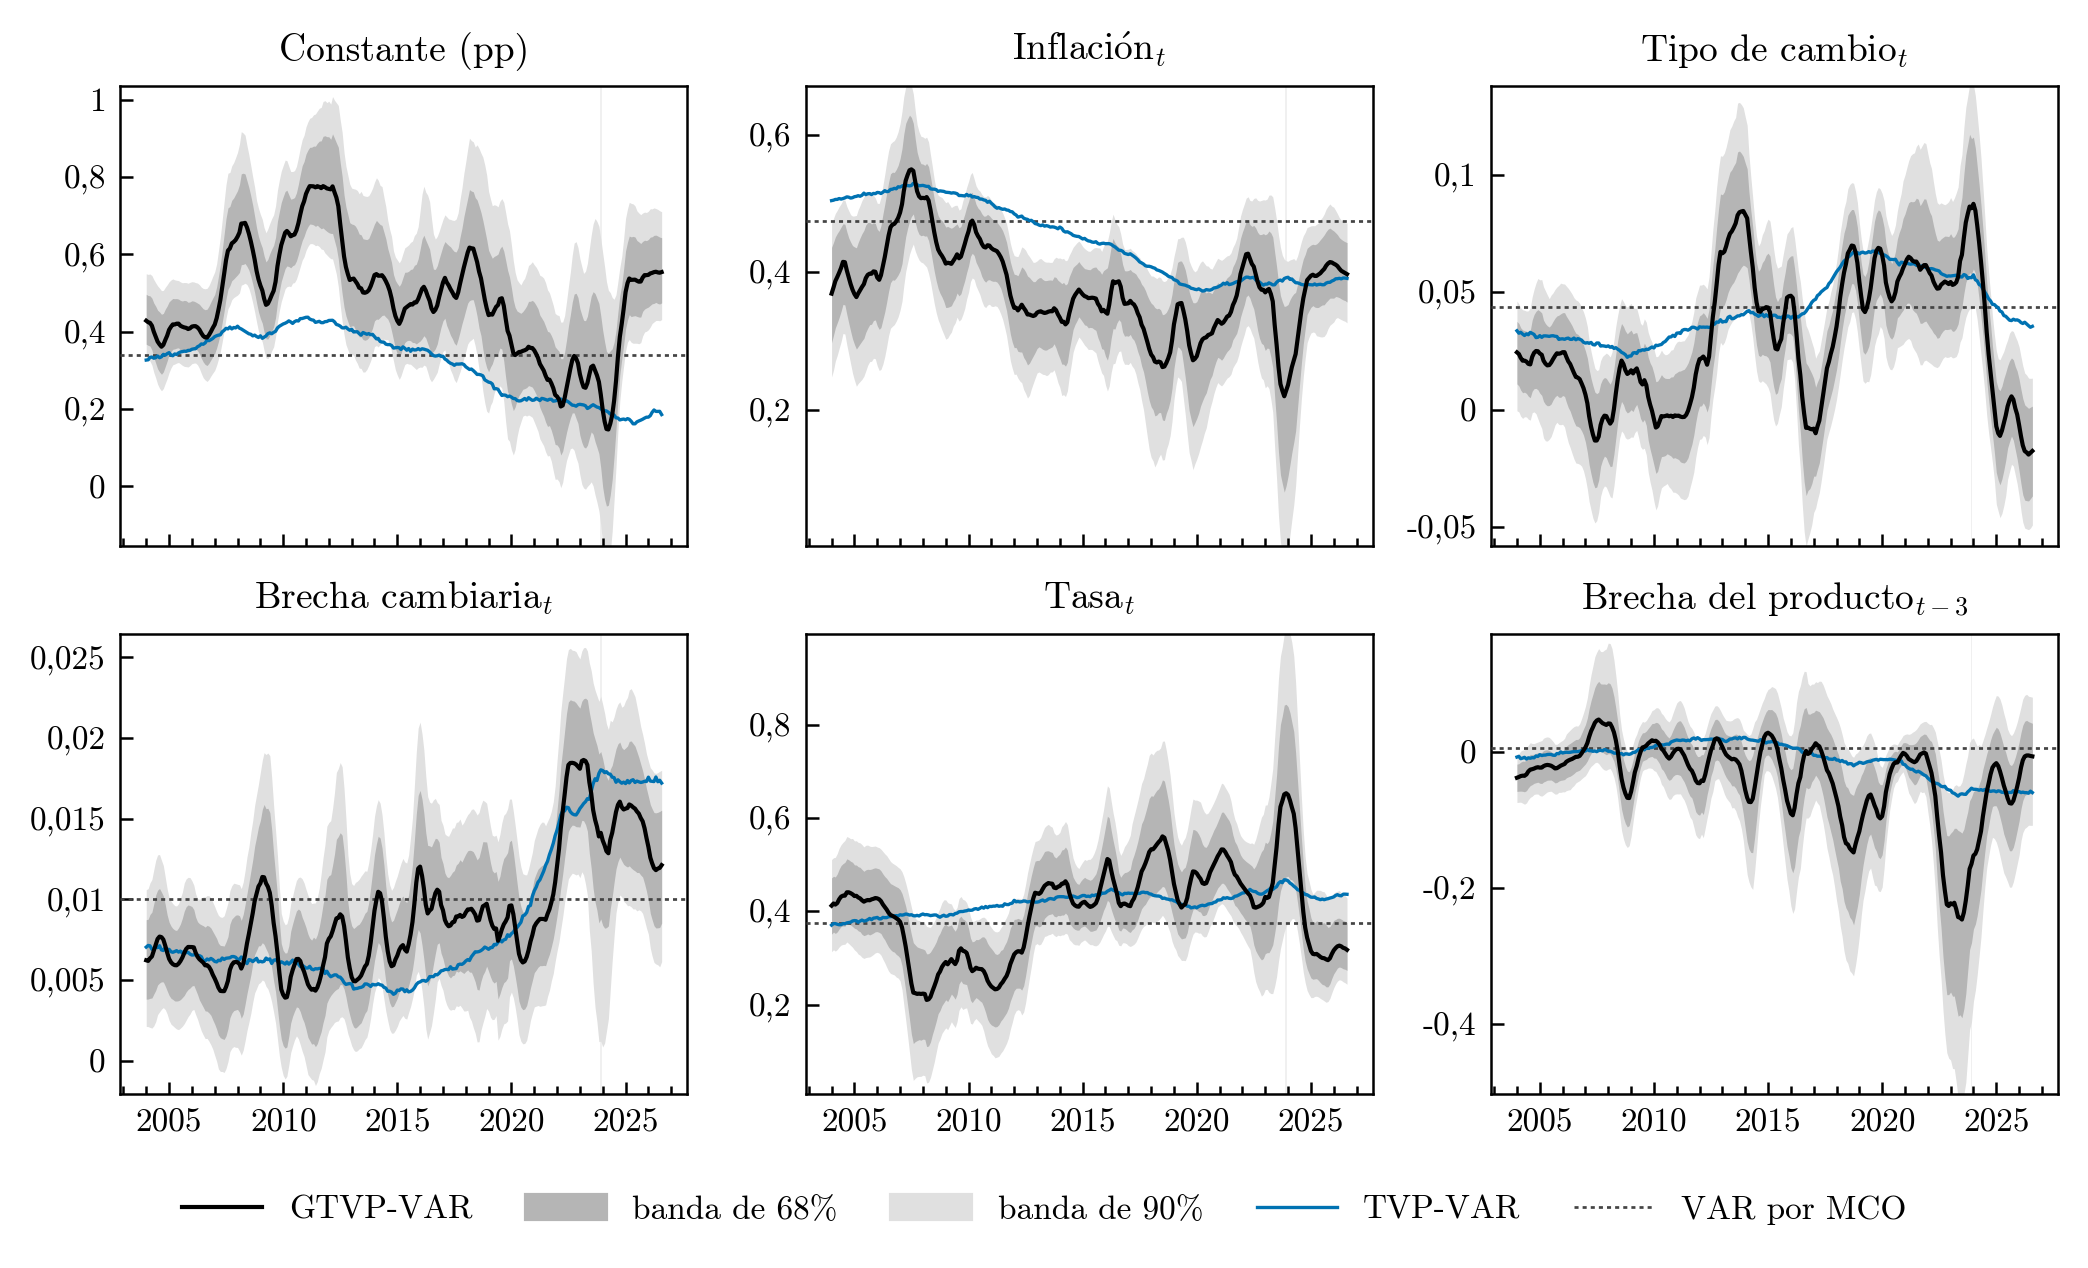 Constante (pp)
Inflación_t
Tipo de cambio_t
1
0,8
0,6
0,4
0,2
0
0,6
0,4
0,2
0,1
0,05
0
-0,05
Brecha cambiaria_t
Tasa_t
Brecha del producto_{t-3}
0,025
0,02
0,015
0,01
0,005
0
0,8
0,6
0,4
0,2
0
-0,2
-0,4
2005 2010 2015 2020 2025
2005 2010 2015 2020 2025
2005 2010 2015 2020 2025
GTVP-VAR banda de 68% banda de 90% TVP-VAR VAR por MCO